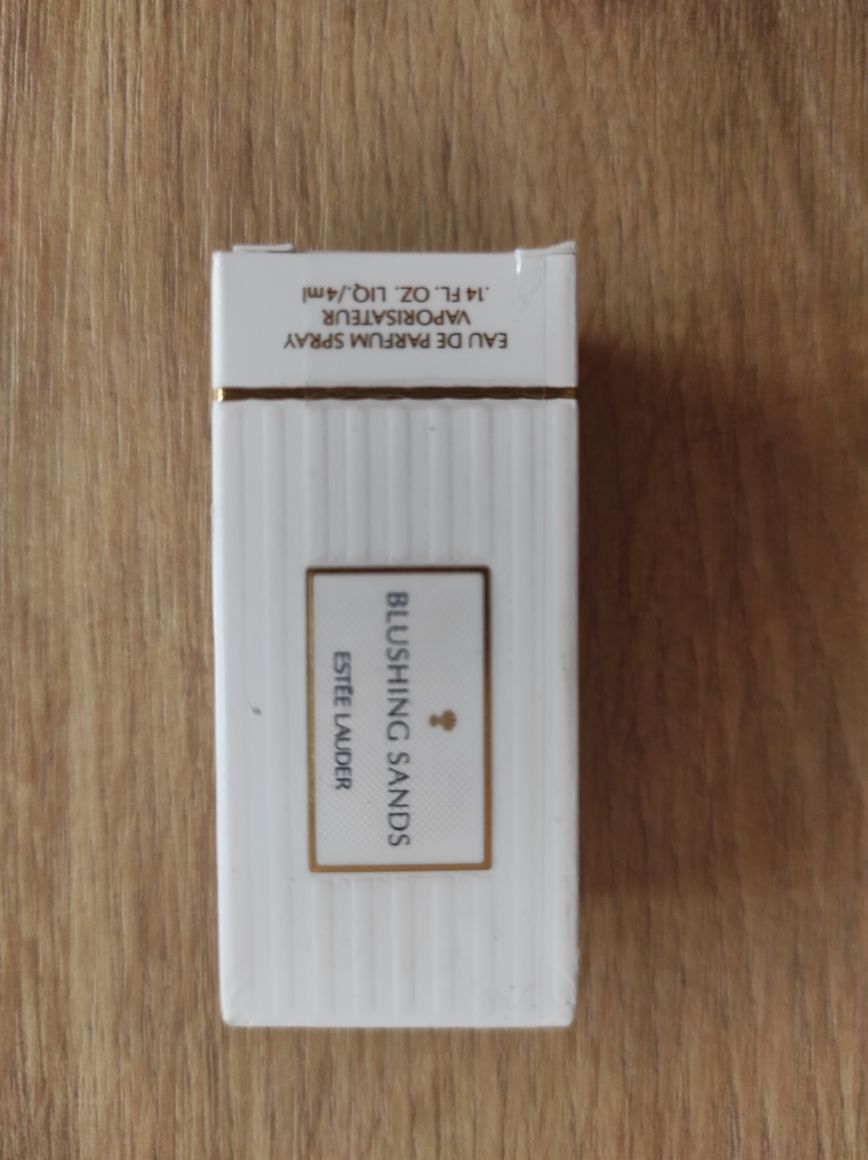 EAU DE PARFUM SPRAY
VAPORISATEUR
.14 FL. OZ. LIQ./4ml
BLUSHING SANDS
ESTĒE LAUDER